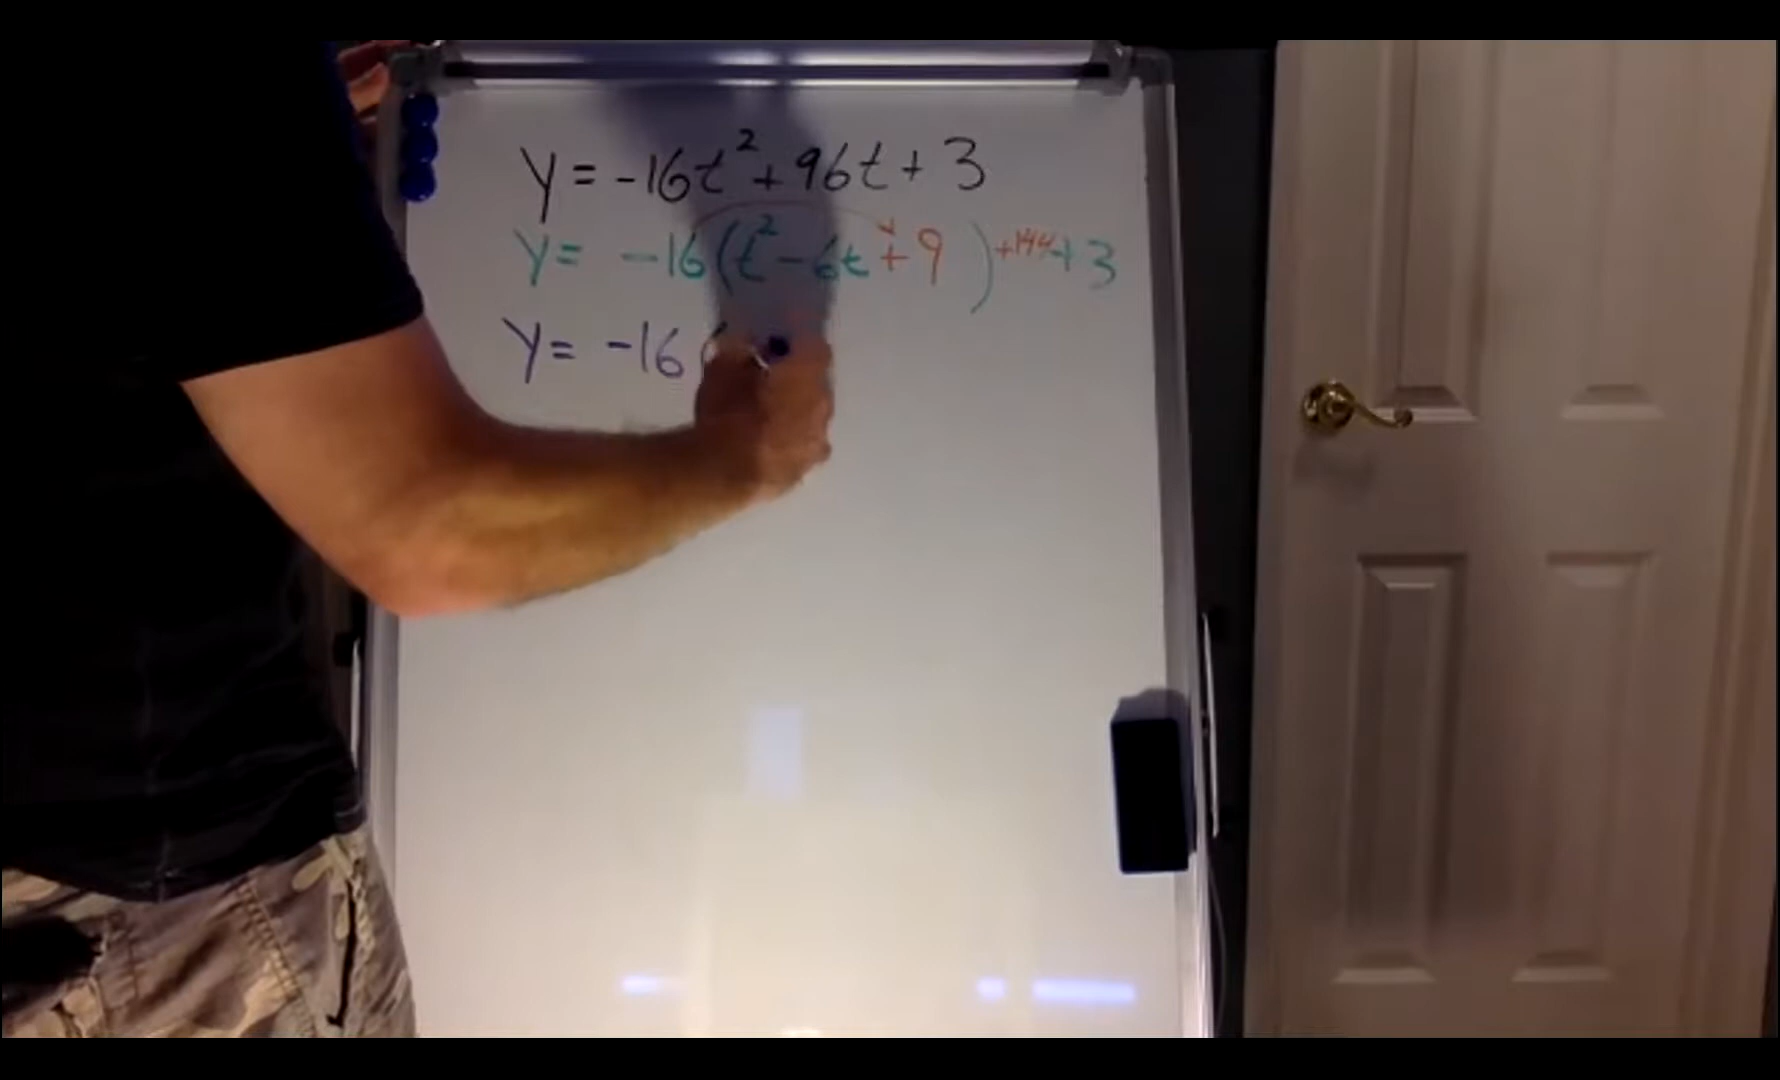 y = -16t² + 96t + 3
y = -16(t² - 6t + 9) +144 + 3
y = -16(